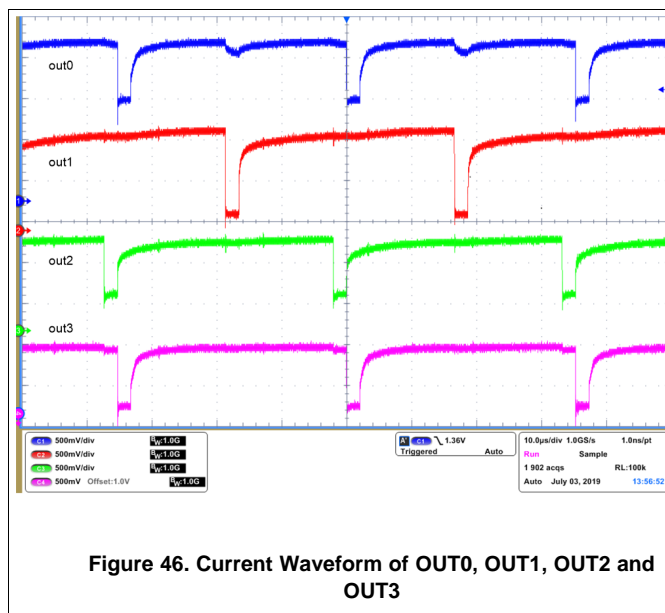 out0
out1
out2
out3
C1 500mV/div BW:1.0G
C2 500mV/div BW:1.0G
C3 500mV/div BW:1.0G
C4 500mV Offset:1.0V BW:1.0G
A' C1 1.36V
Triggered Auto
10.0µs/div 1.0GS/s 1.0ns/pt
Run Sample
1 902 acqs RL:100k
Auto July 03, 2019 13:56:52
Figure 46. Current Waveform of OUT0, OUT1, OUT2 and
OUT3